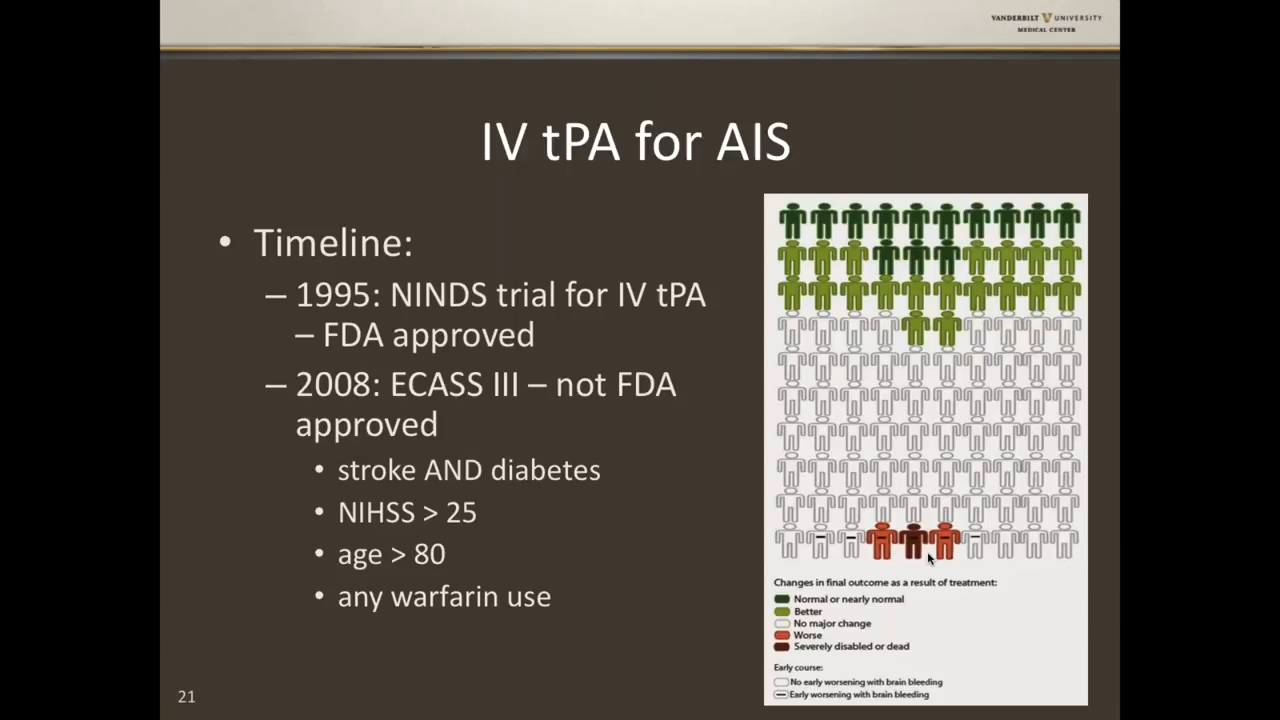 VANDERBILT UNIVERSITY
MEDICAL CENTER
IV tPA for AIS
• Timeline:
– 1995: NINDS trial for IV tPA
– FDA approved
– 2008: ECASS III – not FDA
approved
• stroke AND diabetes
• NIHSS > 25
• age > 80
• any warfarin use
Changes in final outcome as a result of treatment:
Normal or nearly normal
Better
No major change
Worse
Severely disabled or dead
Early course:
No early worsening with brain bleeding
Early worsening with brain bleeding
21